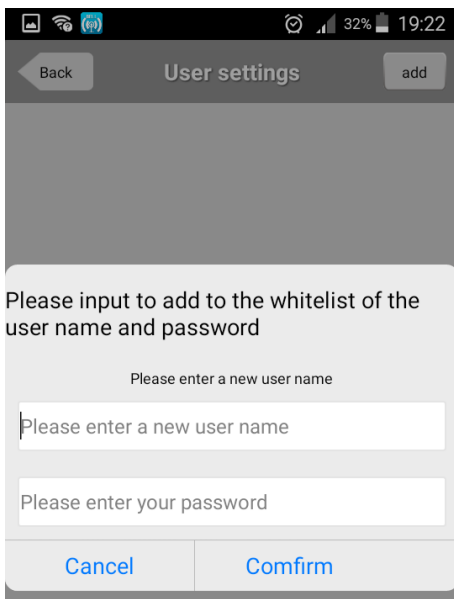 32% 19:22
Back User settings add
Please input to add to the whitelist of the
user name and password
Please enter a new user name
Please enter a new user name
Please enter your password
Cancel Comfirm